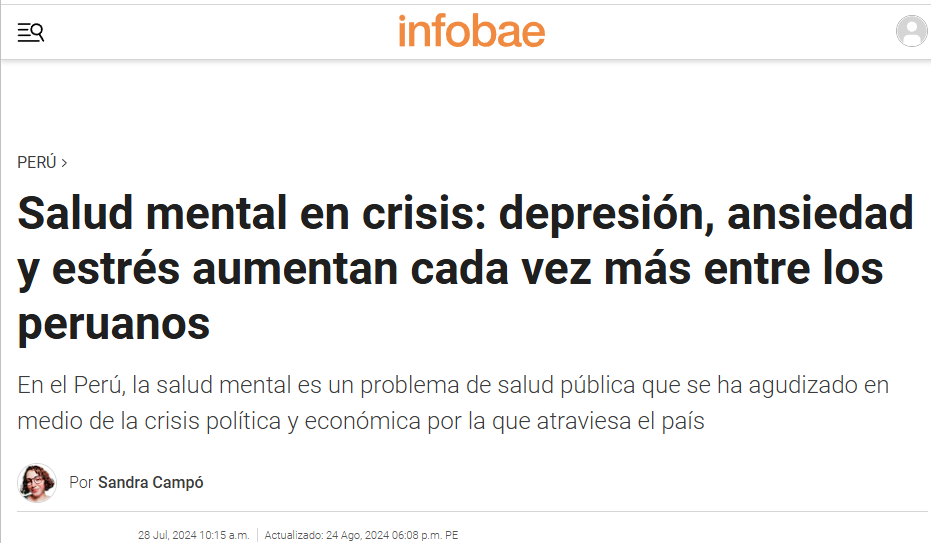 infobae
PERÚ >
Salud mental en crisis: depresión, ansiedad
y estrés aumentan cada vez más entre los
peruanos
En el Perú, la salud mental es un problema de salud pública que se ha agudizado en
medio de la crisis política y económica por la que atraviesa el país
Por Sandra Campó
28 Jul, 2024 10:15 a.m. | Actualizado: 24 Ago, 2024 06:08 p.m. PE